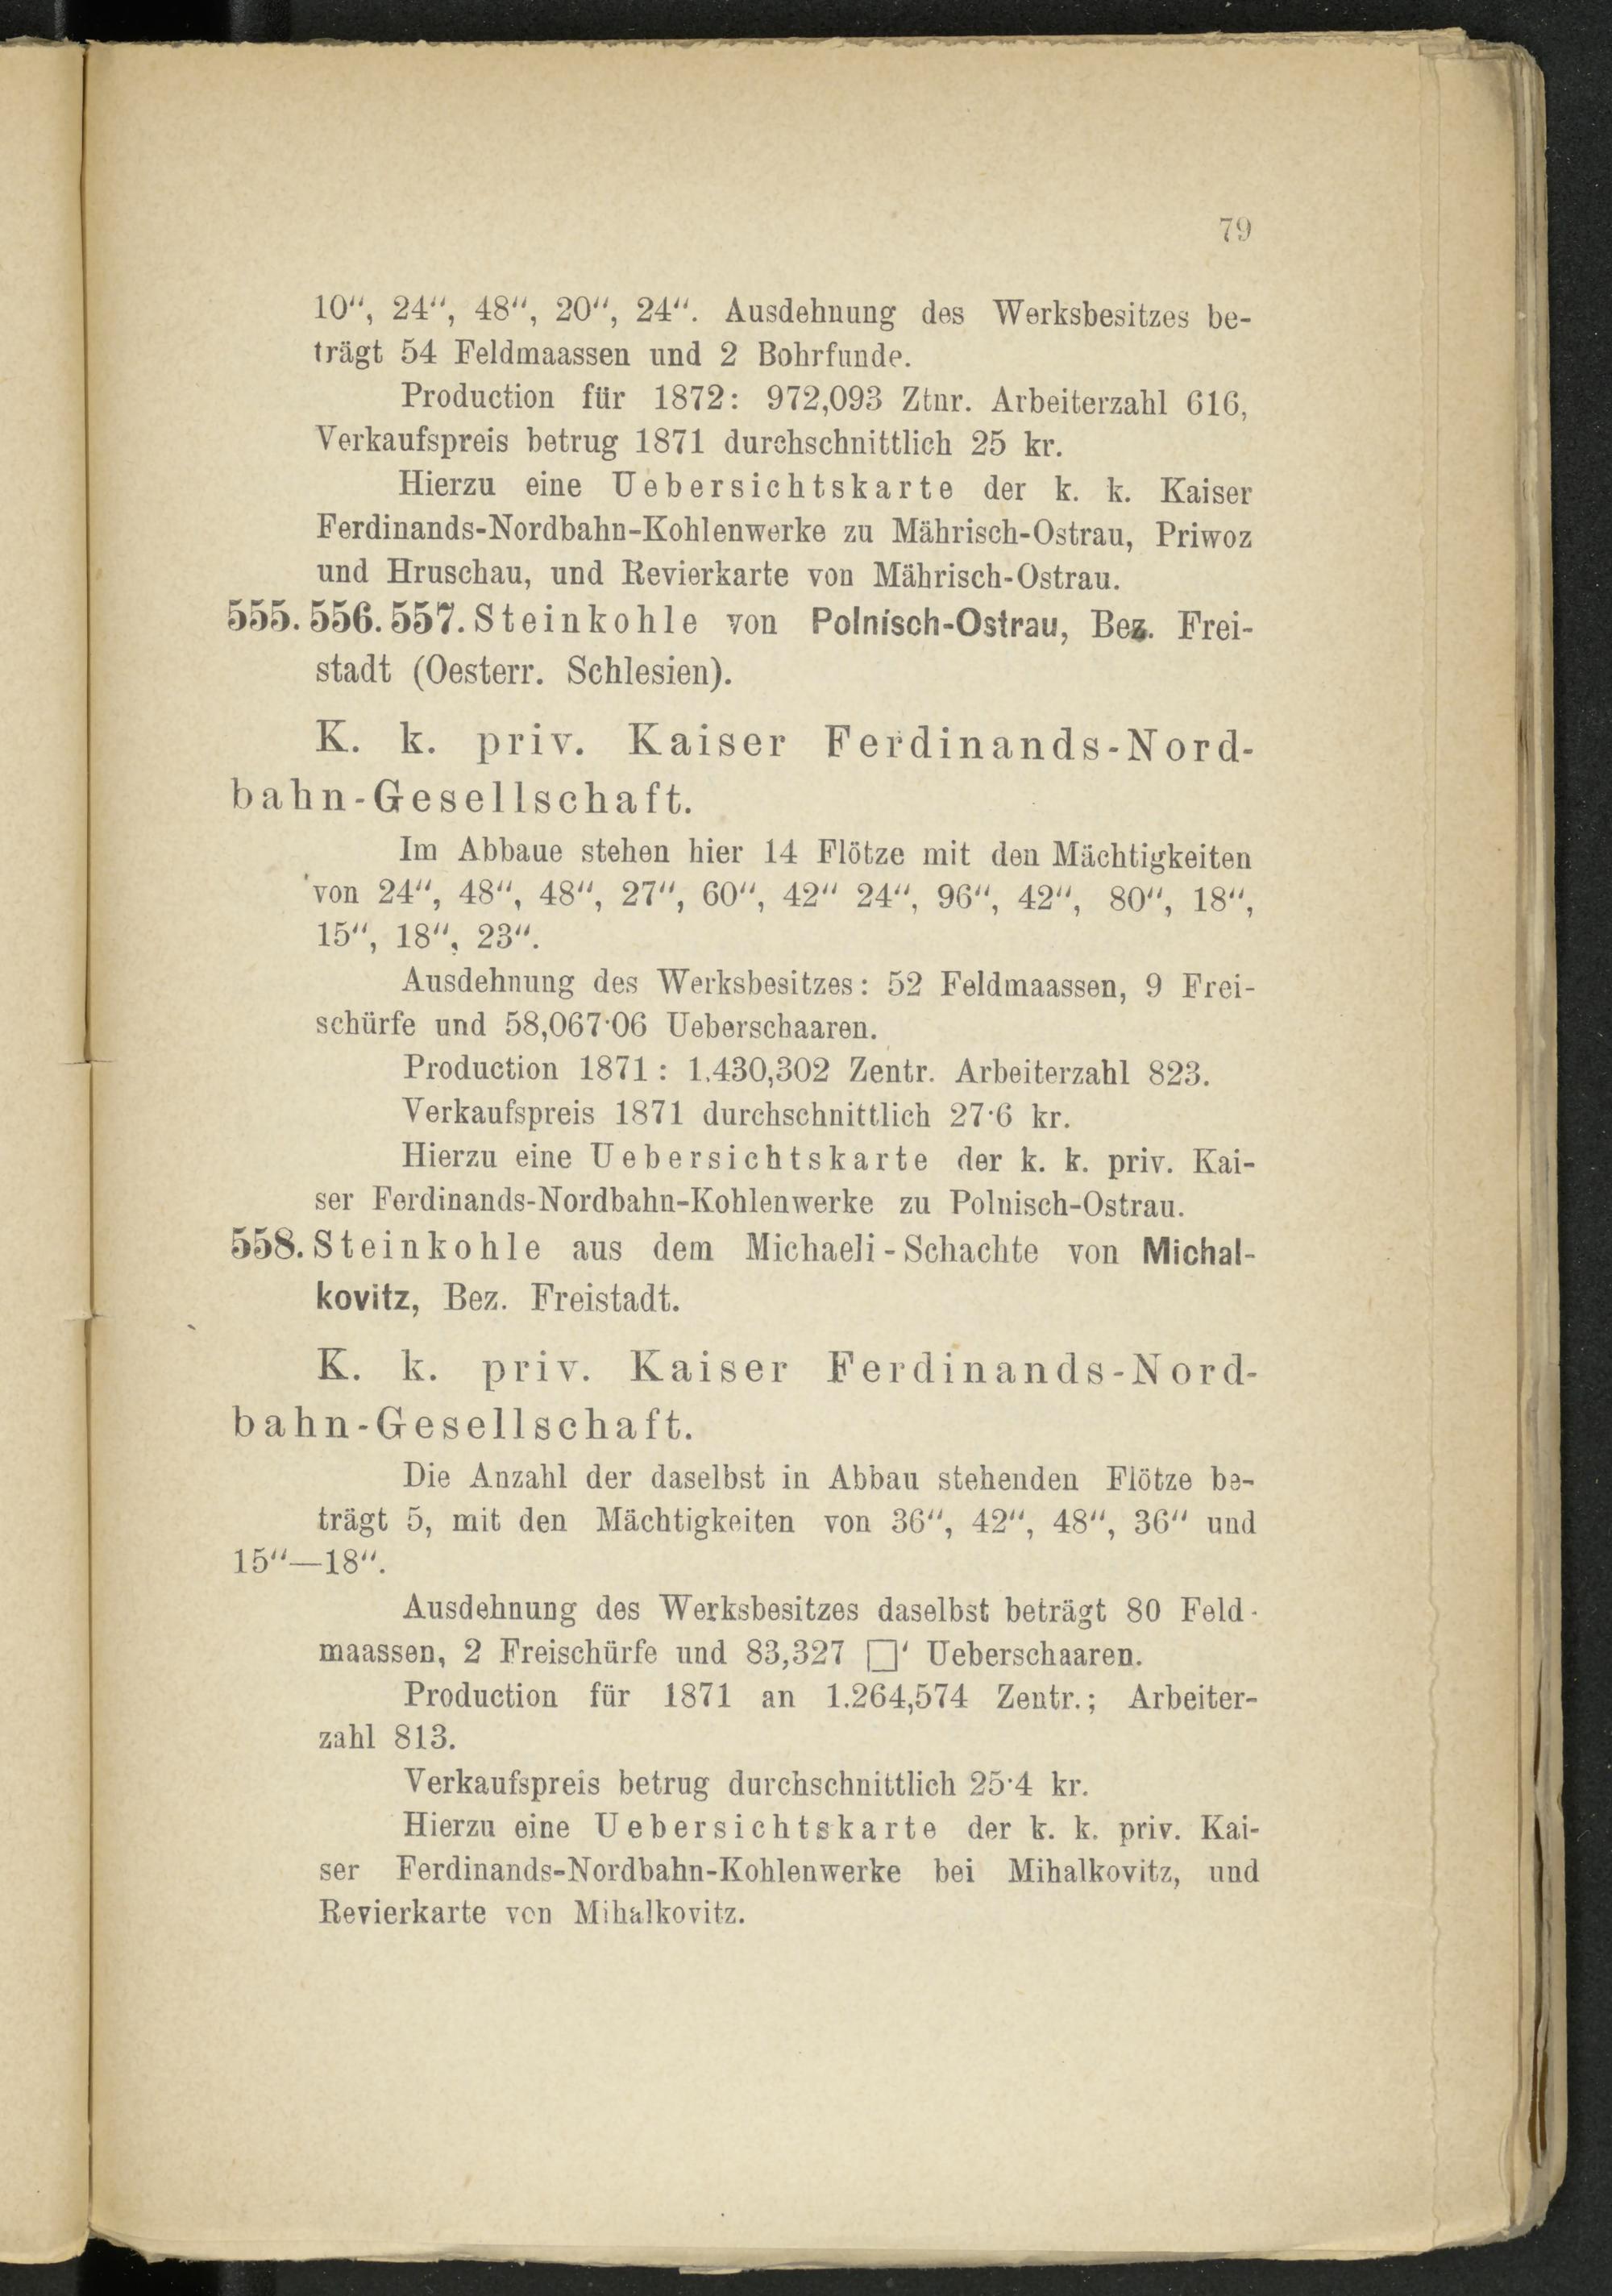 79
10“, 24“, 48“, 20“, 24“. Ausdehnung des Werksbesitzes be-
trägt 54 Feldmaassen und 2 Bohrfunde.
Production für 1872: 972,093 Ztnr. Arbeiterzahl 616,
Verkaufspreis betrug 1871 durchschnittlich 25 kr.
Hierzu eine Uebersichtskarte der k. k. Kaiser
Ferdinands-Nordbahn-Kohlenwerke zu Mährisch-Ostrau, Priwoz
und Hruschau, und Revierkarte von Mährisch-Ostrau.
555. 556. 557. Steinkohle von Polnisch-Ostrau, Bez. Frei-
stadt (Oesterr. Schlesien).
K. k. priv. Kaiser Ferdinands-Nord-
bahn-Gesellschaft.
Im Abbaue stehen hier 14 Flötze mit den Mächtigkeiten
von 24“, 48“, 48“, 27“, 60“, 42“ 24“, 96“, 42“, 80“, 18“,
15“, 18“, 23“.
Ausdehnung des Werksbesitzes: 52 Feldmaassen, 9 Frei-
schürfe und 58,067·06 Ueberschaaren.
Production 1871: 1.430,302 Zentr. Arbeiterzahl 823.
Verkaufspreis 1871 durchschnittlich 27·6 kr.
Hierzu eine Uebersichtskarte der k. k. priv. Kai-
ser Ferdinands-Nordbahn-Kohlenwerke zu Polnisch-Ostrau.
558. Steinkohle aus dem Michaeli-Schachte von Michal-
kovitz, Bez. Freistadt.
K. k. priv. Kaiser Ferdinands-Nord-
bahn-Gesellschaft.
Die Anzahl der daselbst in Abbau stehenden Flötze be-
trägt 5, mit den Mächtigkeiten von 36“, 42“, 48“, 36“ und
15“—18“.
Ausdehnung des Werksbesitzes daselbst beträgt 80 Feld-
maassen, 2 Freischürfe und 83,327 □‘ Ueberschaaren.
Production für 1871 an 1.264,574 Zentr.; Arbeiter-
zahl 813.
Verkaufspreis betrug durchschnittlich 25·4 kr.
Hierzu eine Uebersichtskarte der k. k. priv. Kai-
ser Ferdinands-Nordbahn-Kohlenwerke bei Mihalkovitz, und
Revierkarte von Mihalkovitz.